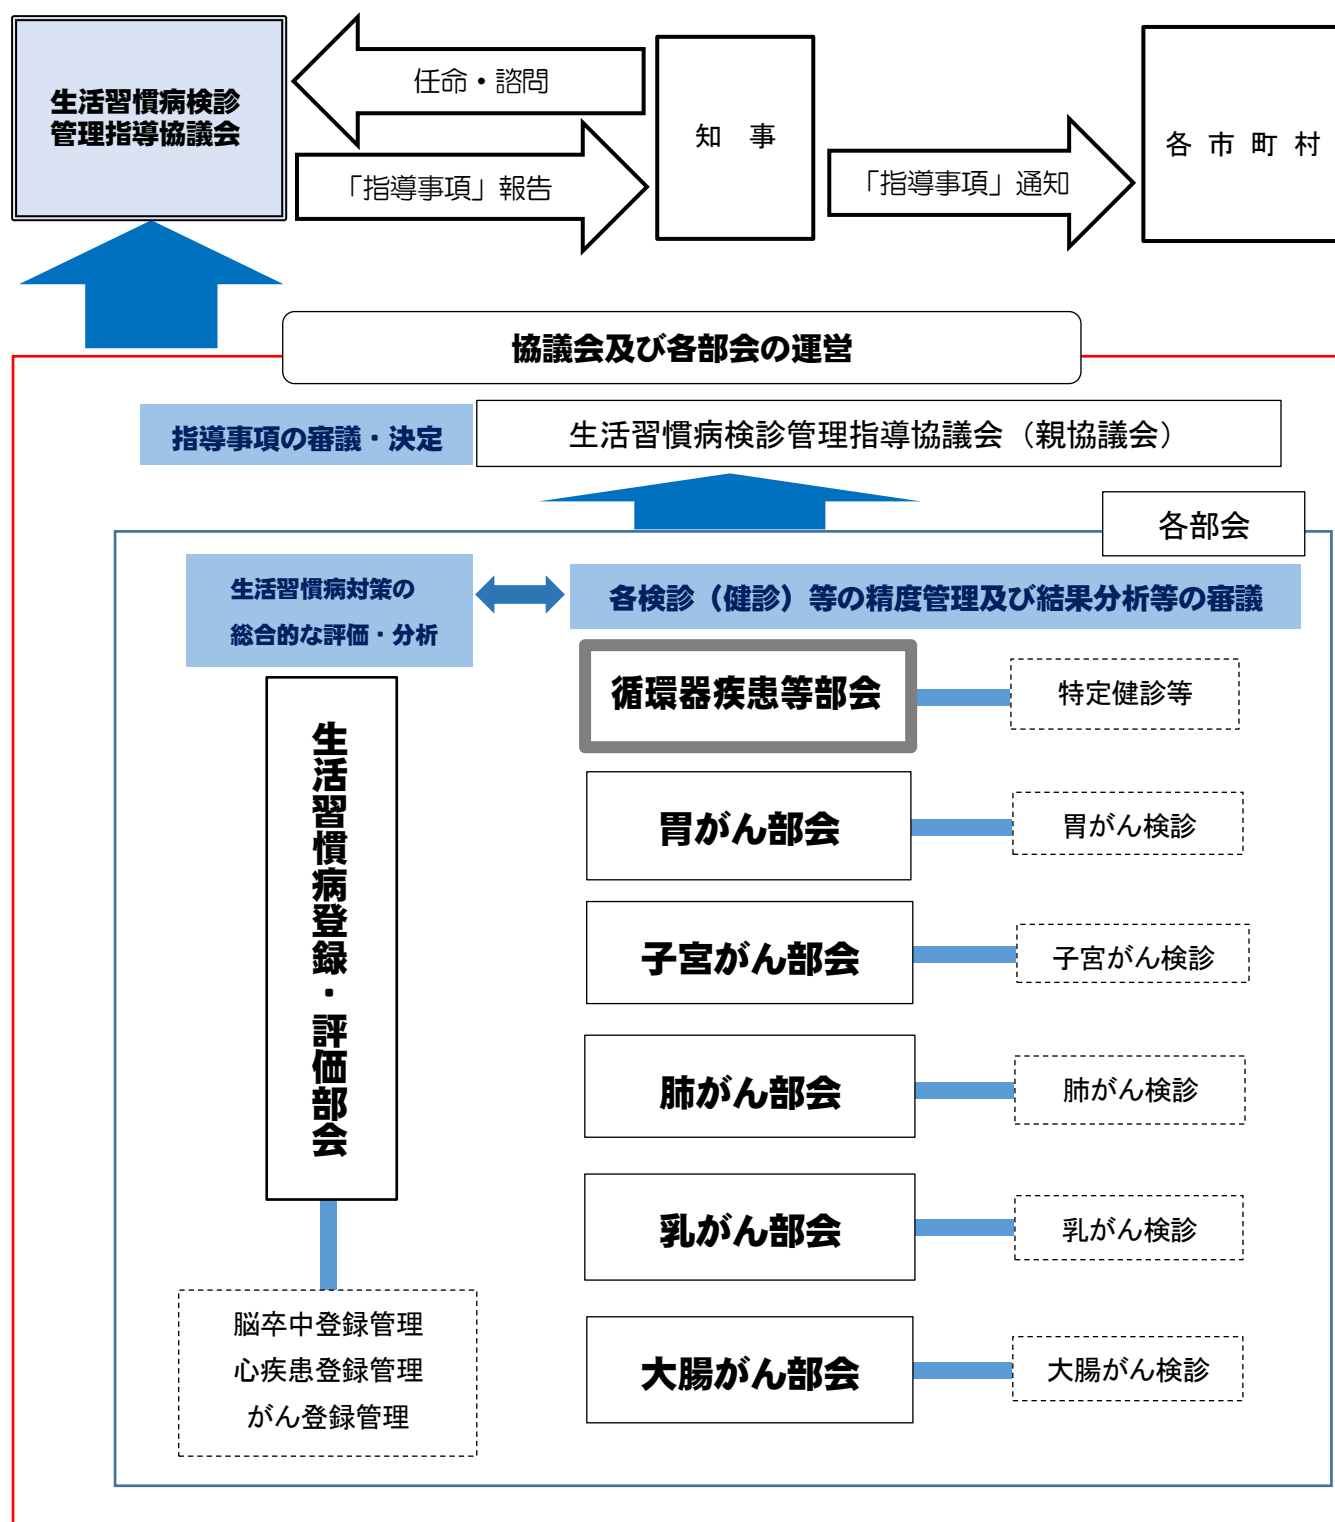 生活習慣病検診
管理指導協議会
任命・諮問
「指導事項」報告
知　事
「指導事項」通知
各 市 町 村
協議会及び各部会の運営
指導事項の審議・決定
生活習慣病検診管理指導協議会（親協議会）
各部会
生活習慣病対策の
総合的な評価・分析
各検診（健診）等の精度管理及び結果分析等の審議
生活習慣病登録・評価部会
脳卒中登録管理
心疾患登録管理
がん登録管理
循環器疾患等部会
特定健診等
胃がん部会
胃がん検診
子宮がん部会
子宮がん検診
肺がん部会
肺がん検診
乳がん部会
乳がん検診
大腸がん部会
大腸がん検診